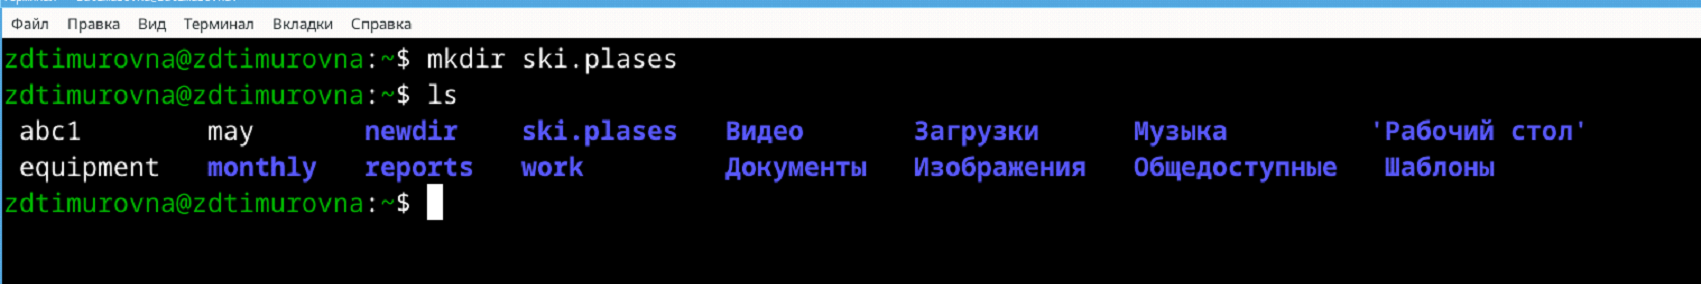 Файл Правка Вид Терминал Вкладки Справка
zdtimurovna@zdtimurovna:~$ mkdir ski.plases
zdtimurovna@zdtimurovna:~$ ls
abc1 may newdir ski.plases Видео Загрузки Музыка 'Рабочий стол'
equipment monthly reports work Документы Изображения Общедоступные Шаблоны
zdtimurovna@zdtimurovna:~$